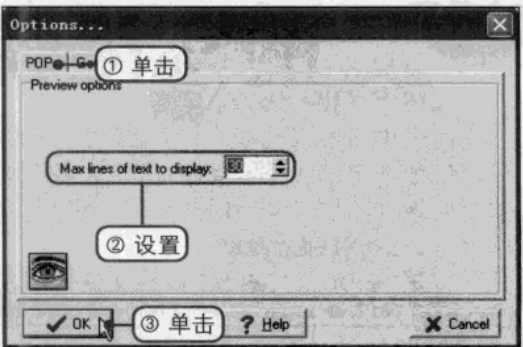 Options...
POP
① 单击
Preview options
Max lines of text to display: 30
② 设置
OK
③ 单击
? Help
Cancel